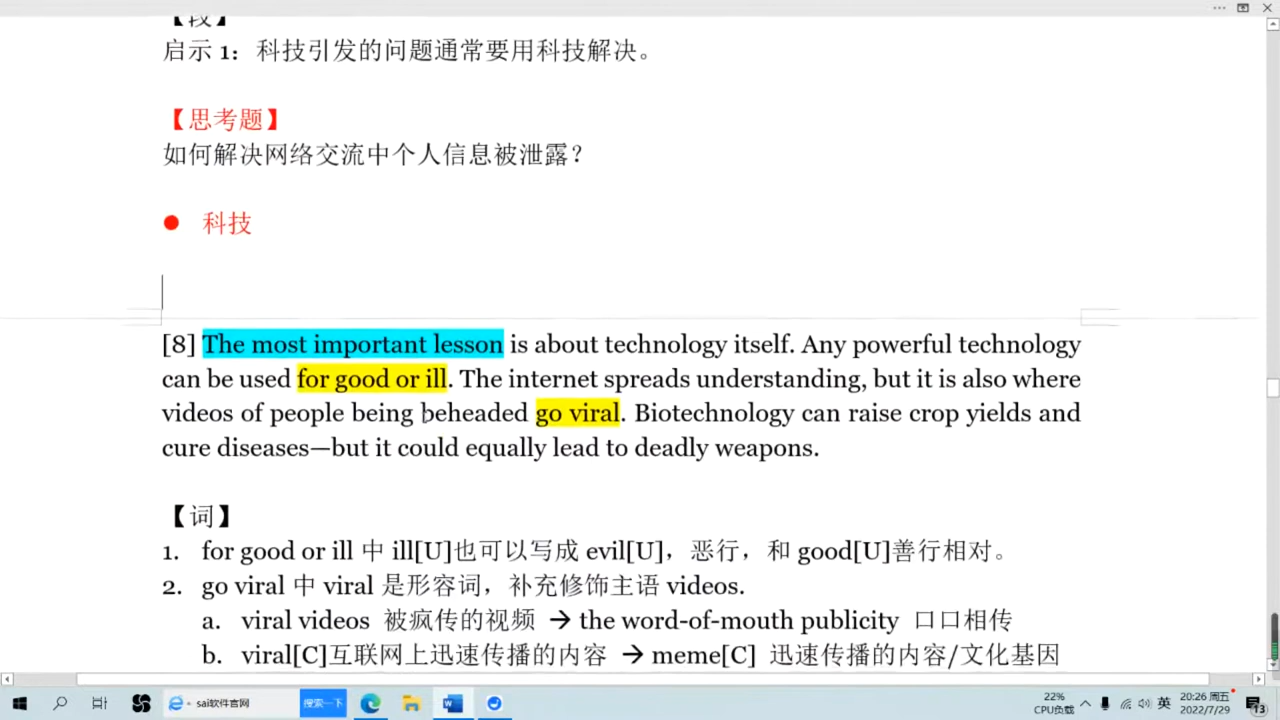 【段】
启示 1：科技引发的问题通常要用科技解决。
【思考题】
如何解决网络交流中个人信息被泄露？
● 科技
[8] The most important lesson is about technology itself. Any powerful technology
can be used for good or ill. The internet spreads understanding, but it is also where
videos of people being beheaded go viral. Biotechnology can raise crop yields and
cure diseases—but it could equally lead to deadly weapons.
【词】
1. for good or ill 中 ill[U]也可以写成 evil[U]，恶行，和 good[U]善行相对。
2. go viral 中 viral 是形容词，补充修饰主语 videos.
a. viral videos 被疯传的视频 → the word-of-mouth publicity 口口相传
b. viral[C]互联网上迅速传播的内容 → meme[C] 迅速传播的内容/文化基因
sai软件官网
搜索一下
22%
CPU负载
英
20:26 周五
2022/7/29
13